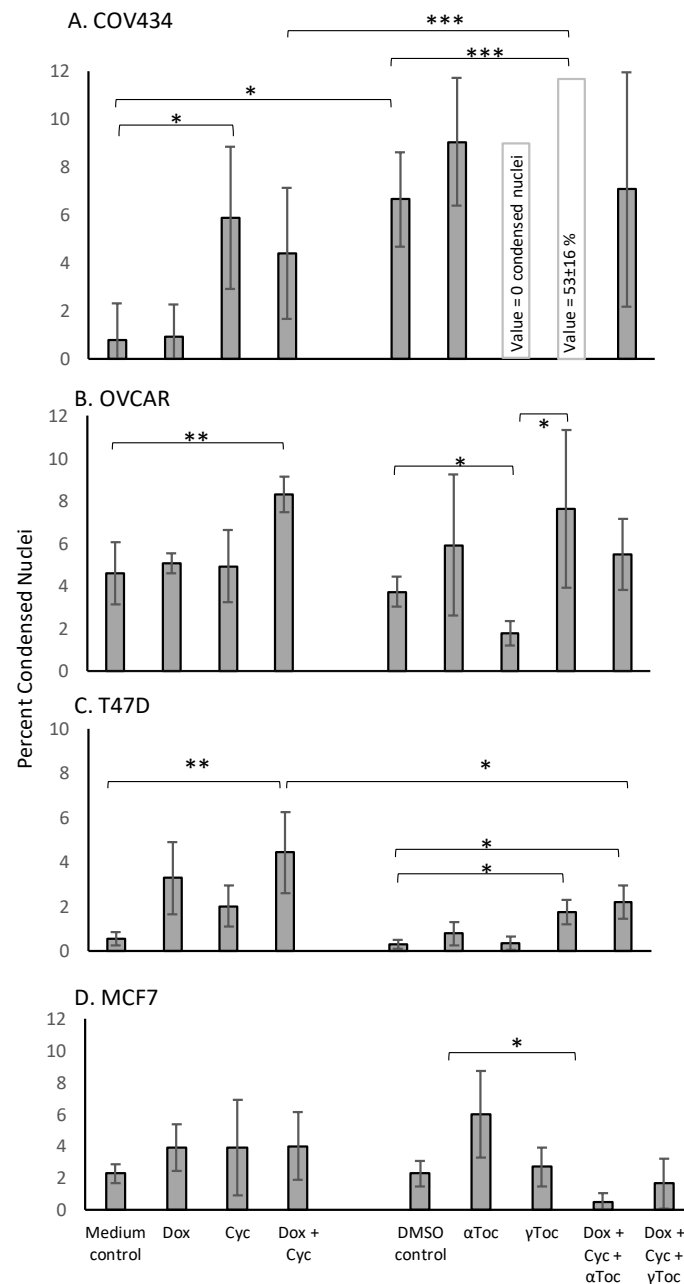 A. COV434
***
***
*
*
12
10
8
6
4
2
0
Value = 0 condensed nuclei
Value = 53±16 %
Percent Condensed Nuclei
B. OVCAR
12
10
8
6
4
2
0
**
*
*
C. T47D
10
8
6
4
2
0
**
*
*
*
D. MCF7
12
10
8
6
4
2
0
*
Medium
control
Dox
Cyc
Dox +
Cyc
DMSO
control
αToc
γToc
Dox +
Cyc +
αToc
Dox +
Cyc +
γToc